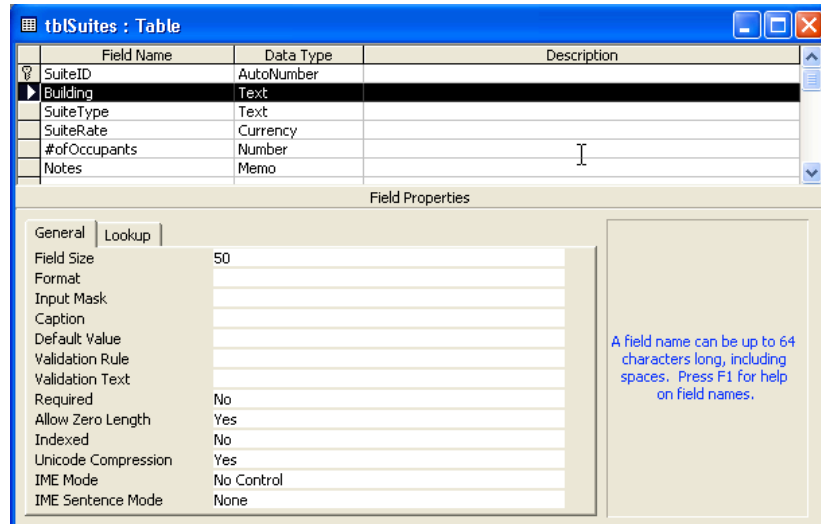 tblSuites : Table
Field Name Data Type Description
SuiteID AutoNumber
Building Text
SuiteType Text
SuiteRate Currency
#ofOccupants Number
Notes Memo
Field Properties
General Lookup
Field Size 50
Format
Input Mask
Caption
Default Value
Validation Rule
Validation Text
Required No
Allow Zero Length Yes
Indexed No
Unicode Compression Yes
IME Mode No Control
IME Sentence Mode None
A field name can be up to 64
characters long, including
spaces. Press F1 for help
on field names.